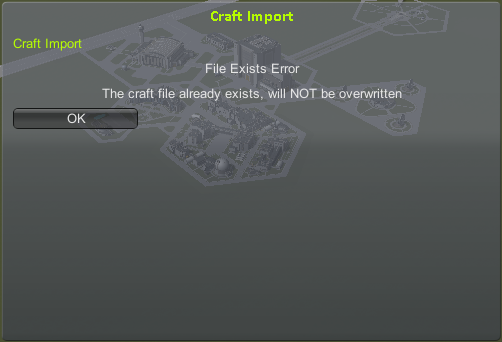 Craft Import
Craft Import
File Exists Error
The craft file already exists, will NOT be overwritten
OK